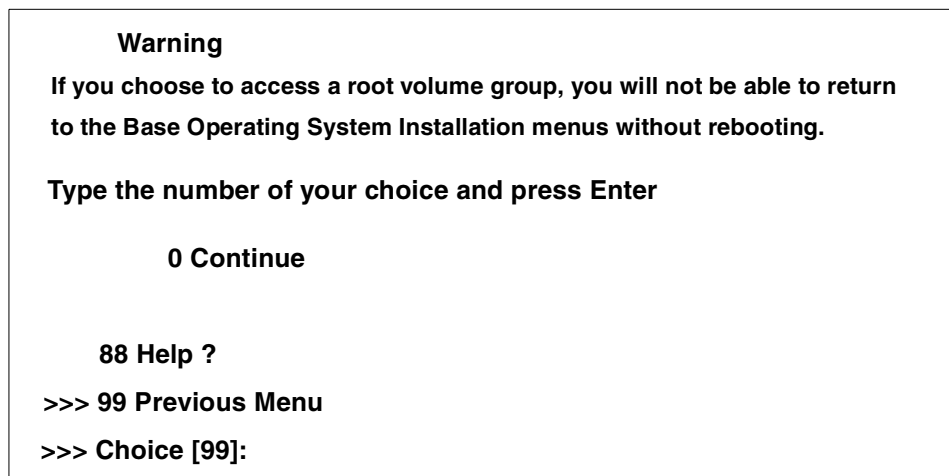 Warning
If you choose to access a root volume group, you will not be able to return
to the Base Operating System Installation menus without rebooting.
Type the number of your choice and press Enter
0 Continue
88 Help ?
>>> 99 Previous Menu
>>> Choice [99]: